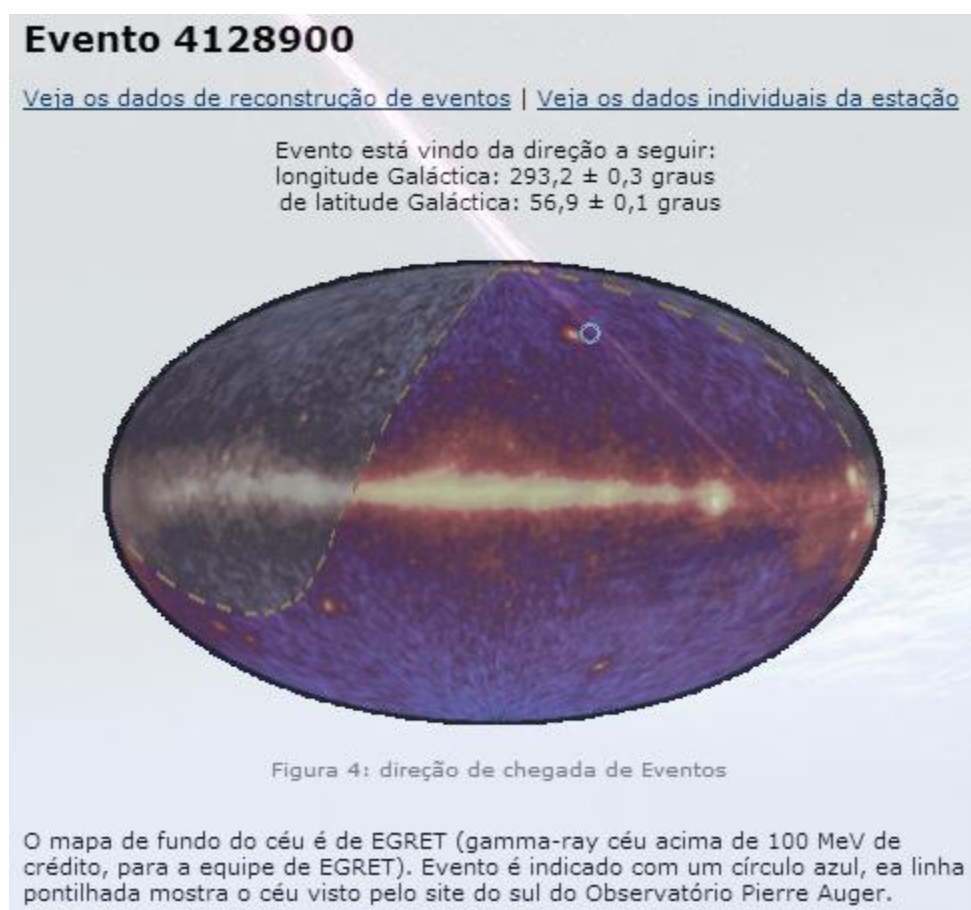 Evento 4128900
Veja os dados de reconstrução de eventos | Veja os dados individuais da estação
Evento está vindo da direção a seguir:
longitude Galáctica: 293,2 ± 0,3 graus
de latitude Galáctica: 56,9 ± 0,1 graus
Figura 4: direção de chegada de Eventos
O mapa de fundo do céu é de EGRET (gamma-ray céu acima de 100 MeV de
crédito, para a equipe de EGRET). Evento é indicado com um círculo azul, ea linha
pontilhada mostra o céu visto pelo site do sul do Observatório Pierre Auger.